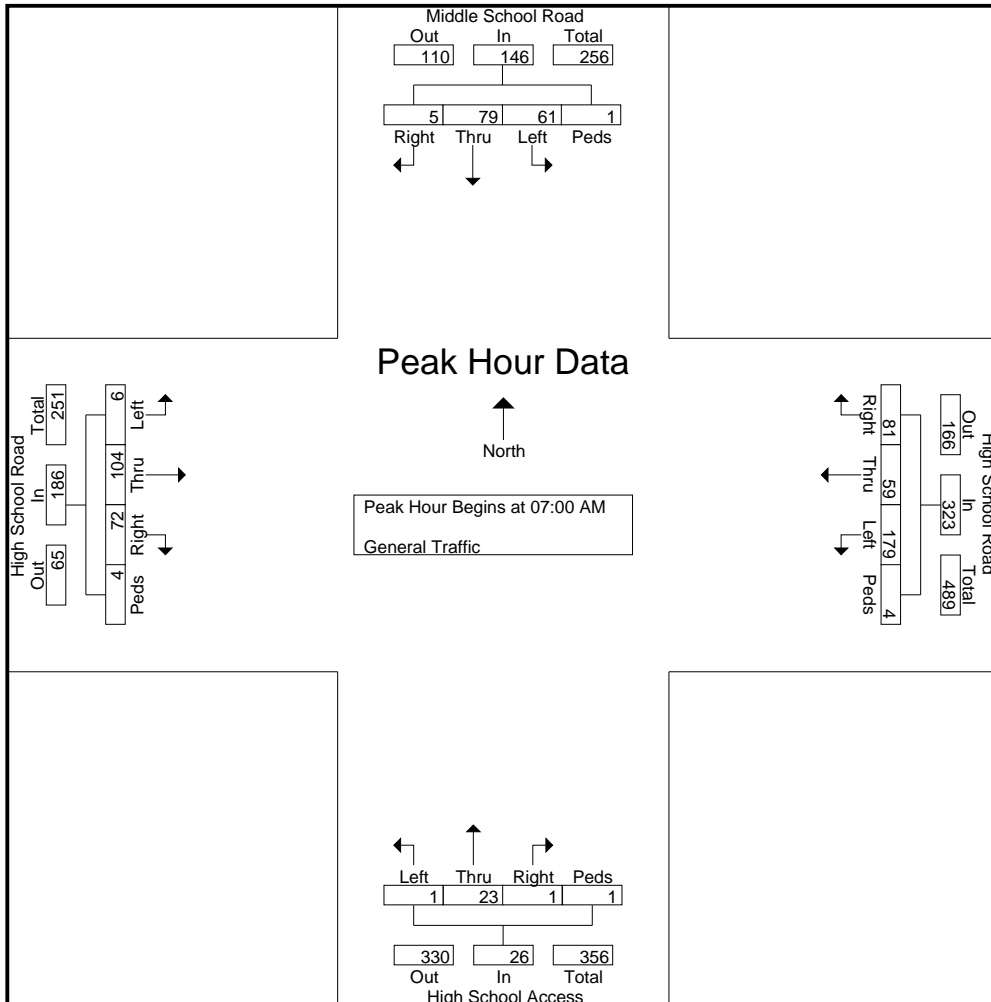 Middle School Road
Out In Total
110 146 256
5 79 61 1
Right Thru Left Peds
Peak Hour Data
North
Peak Hour Begins at 07:00 AM
General Traffic
High School Road
Total In Out
251 186 65
6 104 72 4
Left Thru Right Peds
High School Road
Out In Total
166 323 489
81 59 179 4
Right Thru Left Peds
Left Thru Right Peds
1 23 1 1
330 26 356
Out In Total
High School Access